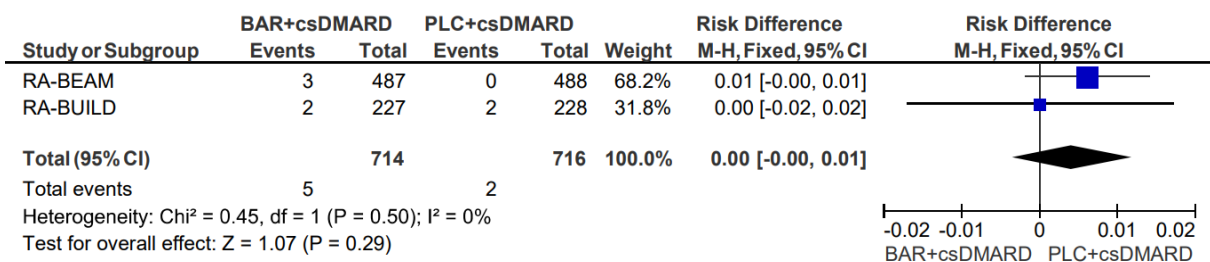 BAR+csDMARD PLC+csDMARD Risk Difference Risk Difference
Study or Subgroup Events Total Events Total Weight M-H, Fixed, 95% CI M-H, Fixed, 95% CI
RA-BEAM 3 487 0 488 68.2% 0.01 [-0.00, 0.01]
RA-BUILD 2 227 2 228 31.8% 0.00 [-0.02, 0.02]
Total (95% CI) 714 716 100.0% 0.00 [-0.00, 0.01]
Total events 5 2
Heterogeneity: Chi² = 0.45, df = 1 (P = 0.50); I² = 0%
Test for overall effect: Z = 1.07 (P = 0.29)
-0.02 -0.01 0 0.01 0.02
BAR+csDMARD PLC+csDMARD